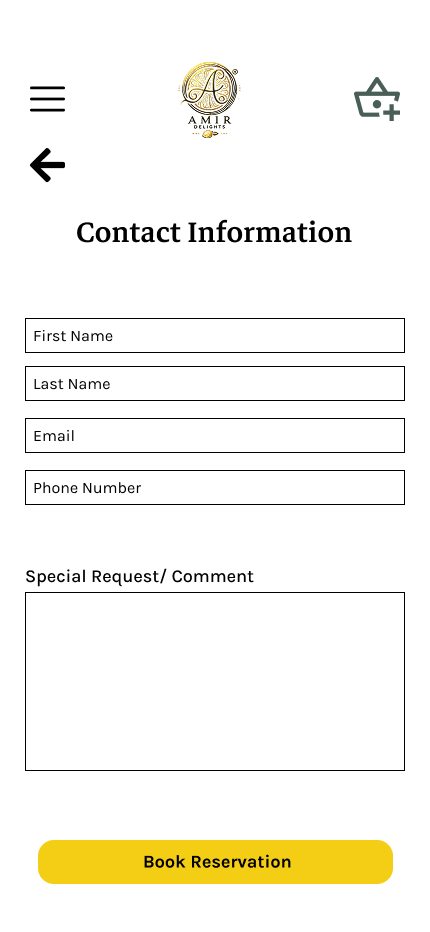 A
AMIR
DELIGHTS
Contact Information
First Name
Last Name
Email
Phone Number
Special Request/ Comment
Book Reservation